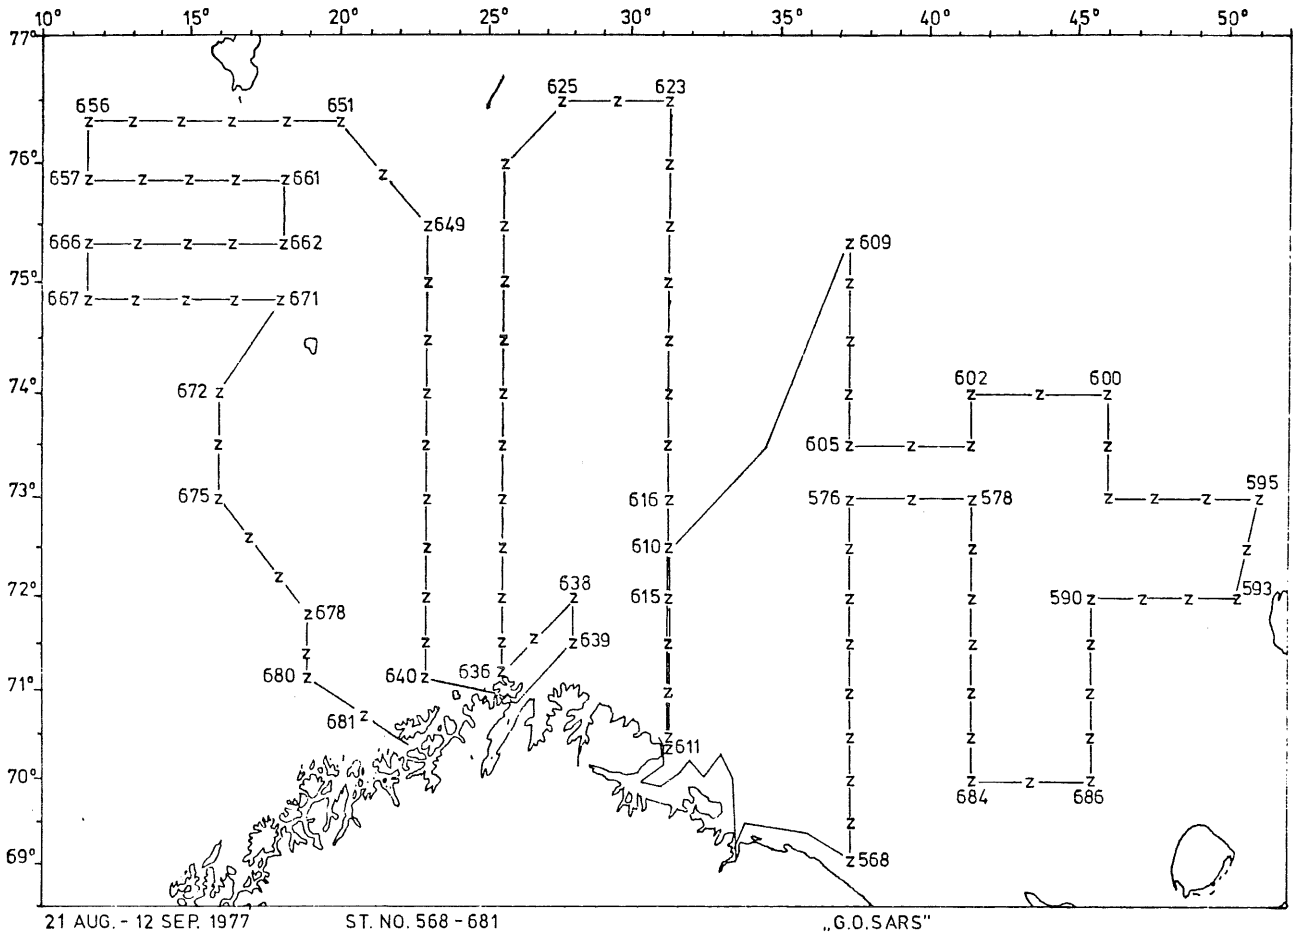 10° 15° 20° 25° 30° 35° 40° 45° 50°
77°
625 623
656 651
76°
657 z z z z z 661
z 649
666 z z z z z 662
z 609
75°
667 z z z z z 671
74°
672 z
602 600
605 z z z
73°
675 z
616 z
576 z z z 578
595
610 z
72°
638
615 z
590 z z z z 593
z 678
z 639
71°
680 z
640 z
636 z
681 z
z 611
70°
684 686
69°
z 568
21 AUG. - 12 SEP. 1977 ST. NO. 568 - 681 „G.O.SARS"